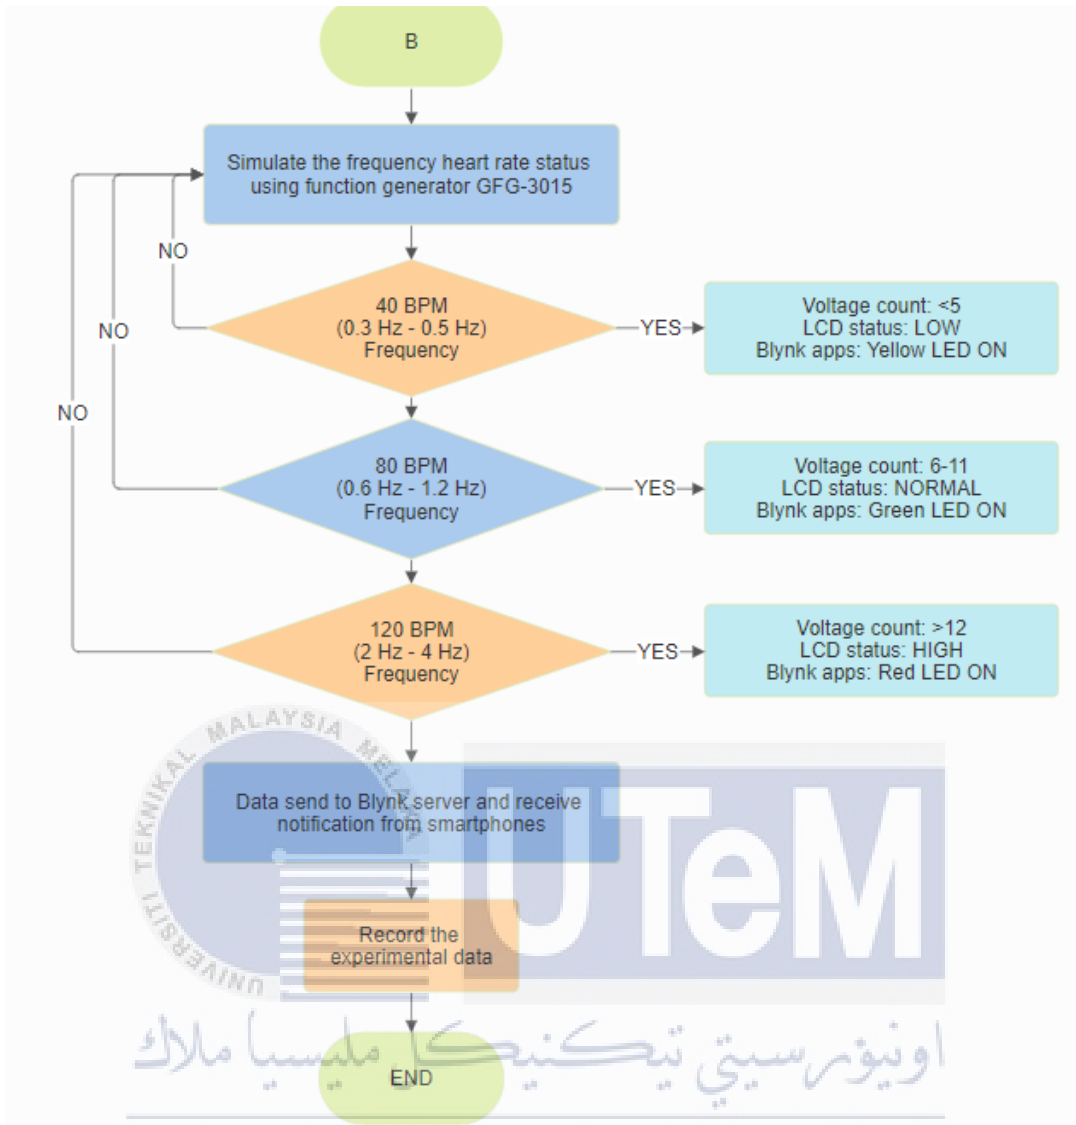 B
Simulate the frequency heart rate status
using function generator GFG-3015
NO
40 BPM
(0.3 Hz - 0.5 Hz)
Frequency
YES
Voltage count: <5
LCD status: LOW
Blynk apps: Yellow LED ON
NO
80 BPM
(0.6 Hz - 1.2 Hz)
Frequency
YES
Voltage count: 6-11
LCD status: NORMAL
Blynk apps: Green LED ON
NO
120 BPM
(2 Hz - 4 Hz)
Frequency
YES
Voltage count: >12
LCD status: HIGH
Blynk apps: Red LED ON
Data send to Blynk server and receive
notification from smartphones
Record the
experimental data
END
UNIVERSITI TEKNIKAL MALAYSIA MELAKA
UTeM
اونيۏرسيتي تيكنيكل مليسيا ملاك